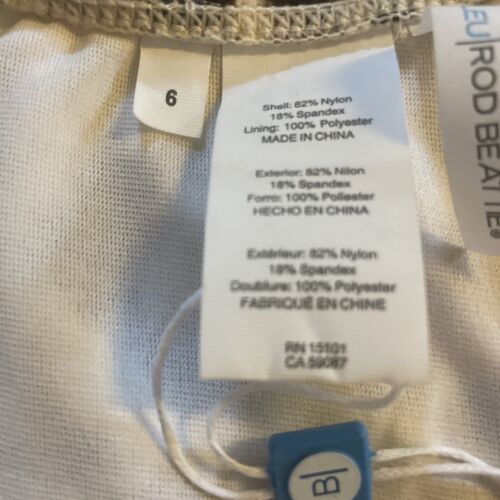 6
Shell: 82% Nylon
18% Spandex
Lining: 100% Polyester
MADE IN CHINA
Exterior: 82% Nilon
18% Spandex
Forro: 100% Poliester
HECHO EN CHINA
Extérieur: 82% Nylon
18% Spandex
Doublure: 100% Polyester
FABRIQUÉ EN CHINE
RN 15101
CA 59087
EU|ROD BEATTIE®
|B|